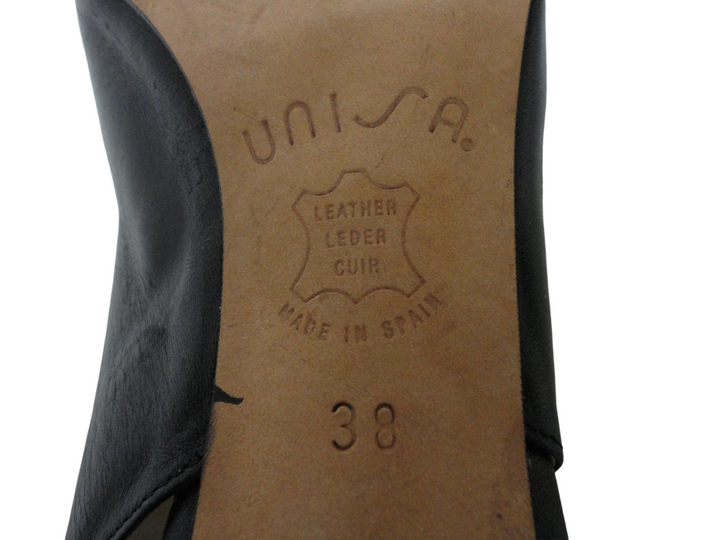 UNISA.
LEATHER
LEDER
CUIR
MADE IN SPAIN
38